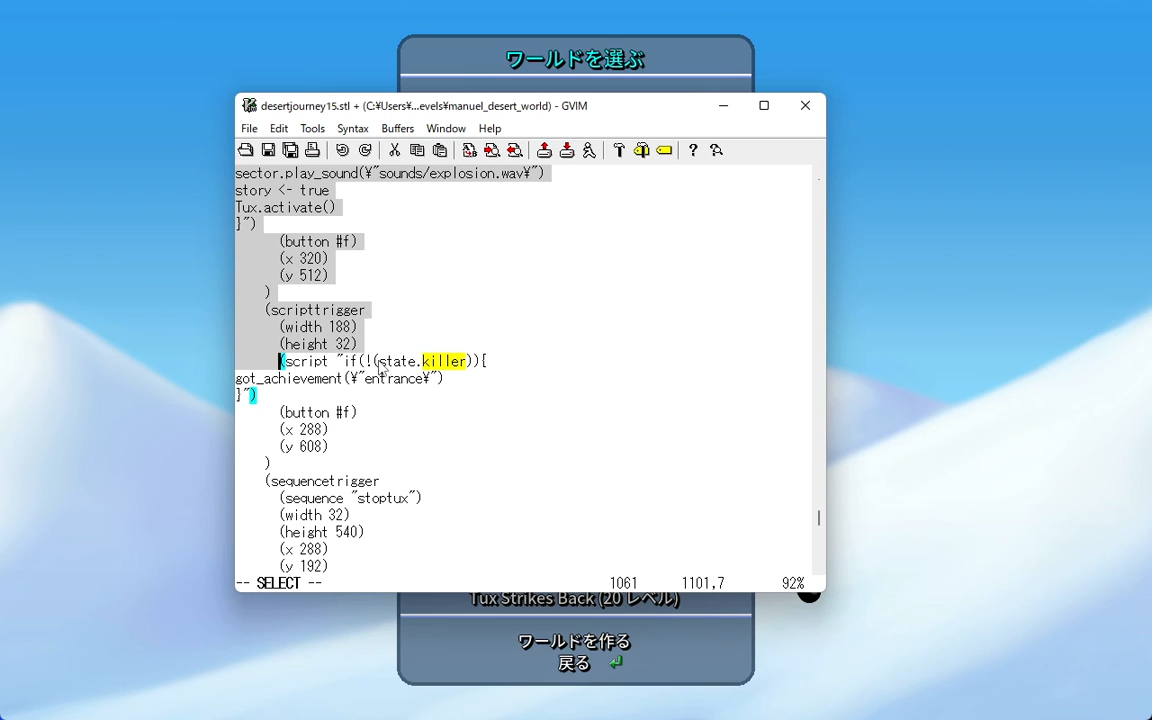 ワールドを選ぶ
desertjourney15.stl + (C:¥Users¥...evels¥manuel_desert_world) - GVIM
File Edit Tools Syntax Buffers Window Help
sector.play_sound(¥"sounds/explosion.wav¥")
story <- true
Tux.activate()
}")
(button #f)
(x 320)
(y 512)
)
(scripttrigger
(width 188)
(height 32)
(script "if(!(state.killer)){
got_achievement(¥"entrance¥")
}")
(button #f)
(x 288)
(y 608)
)
(sequencetrigger
(sequence "stoptux")
(width 32)
(height 540)
(x 288)
(y 192)
-- SELECT -- 1061 1101,7 92%
Tux Strikes Back (20 レベル)
ワールドを作る
戻る